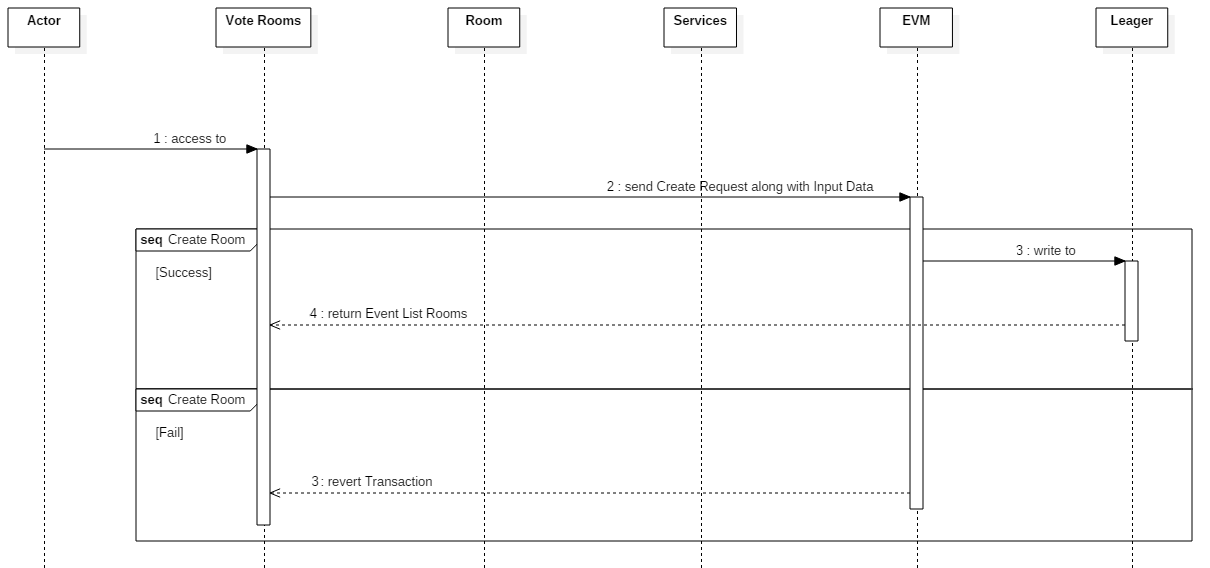 Actor
Vote Rooms
Room
Services
EVM
Leager
1 : access to
2 : send Create Request along with Input Data
seq Create Room
3 : write to
[Success]
4 : return Event List Rooms
seq Create Room
[Fail]
3 : revert Transaction